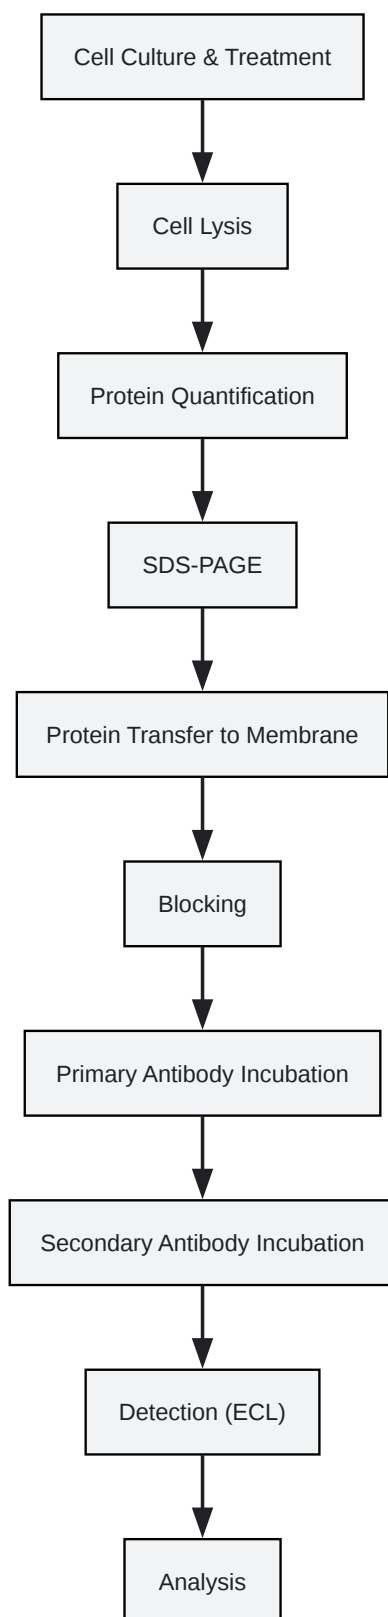 Cell Culture & Treatment
Cell Lysis
Protein Quantification
SDS-PAGE
Protein Transfer to Membrane
Blocking
Primary Antibody Incubation
Secondary Antibody Incubation
Detection (ECL)
Analysis